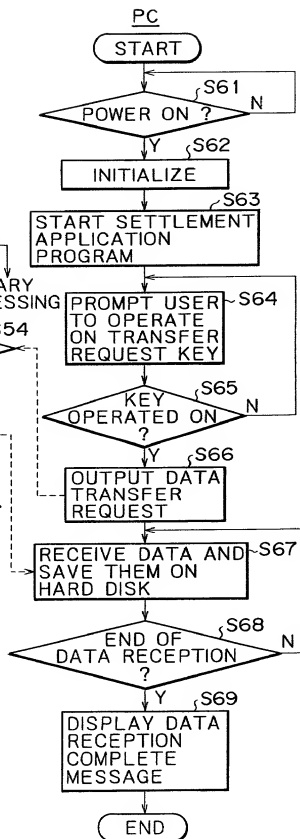 PC
START
S61
POWER ON ?
N
Y
S62
INITIALIZE
S63
START SETTLEMENT
APPLICATION
PROGRAM
ARY
ESSING
S54
S64
PROMPT USER
TO OPERATE
ON TRANSFER
REQUEST KEY
S65
KEY
OPERATED ON
?
N
Y
S66
OUTPUT DATA
TRANSFER
REQUEST
S67
RECEIVE DATA AND
SAVE THEM ON
HARD DISK
S68
END OF
DATA RECEPTION
?
N
Y
S69
DISPLAY DATA
RECEPTION
COMPLETE
MESSAGE
END